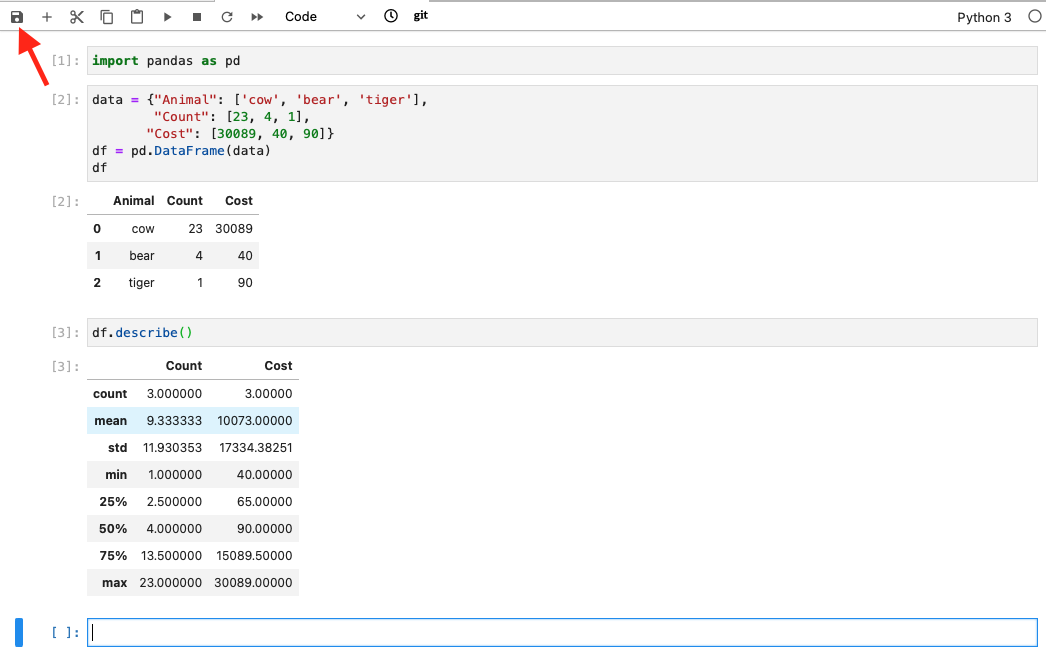 Code git Python 3
[1]: import pandas as pd
[2]: data = {"Animal": ['cow', 'bear', 'tiger'],
"Count": [23, 4, 1],
"Cost": [30089, 40, 90]}
df = pd.DataFrame(data)
df
[2]: Animal Count Cost
0 cow 23 30089
1 bear 4 40
2 tiger 1 90
[3]: df.describe()
[3]: Count Cost
count 3.000000 3.00000
mean 9.333333 10073.00000
std 11.930353 17334.38251
min 1.000000 40.00000
25% 2.500000 65.00000
50% 4.000000 90.00000
75% 13.500000 15089.50000
max 23.000000 30089.00000
[ ]: